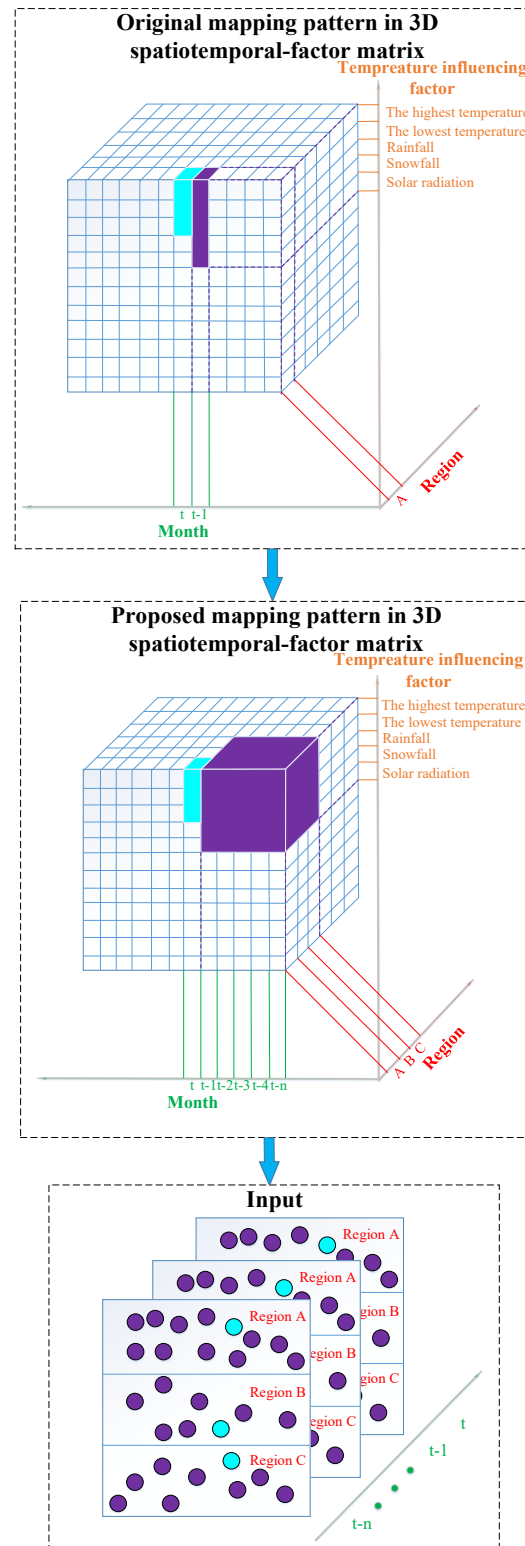 Original mapping pattern in 3D
spatiotemporal-factor matrix
Tempreature influencing
factor
The highest temperature
The lowest temperature
Rainfall
Snowfall
Solar radiation
A
Region
t t-1
Month
Proposed mapping pattern in 3D
spatiotemporal-factor matrix
Tempreature influencing
factor
The highest temperature
The lowest temperature
Rainfall
Snowfall
Solar radiation
A B C
Region
t t-1 t-2 t-3 t-4 t-n
Month
Input
Region A
Region A
Region A
Region B
egion B
Region B
Region C
egion C
Region C
t
t-1
t-n